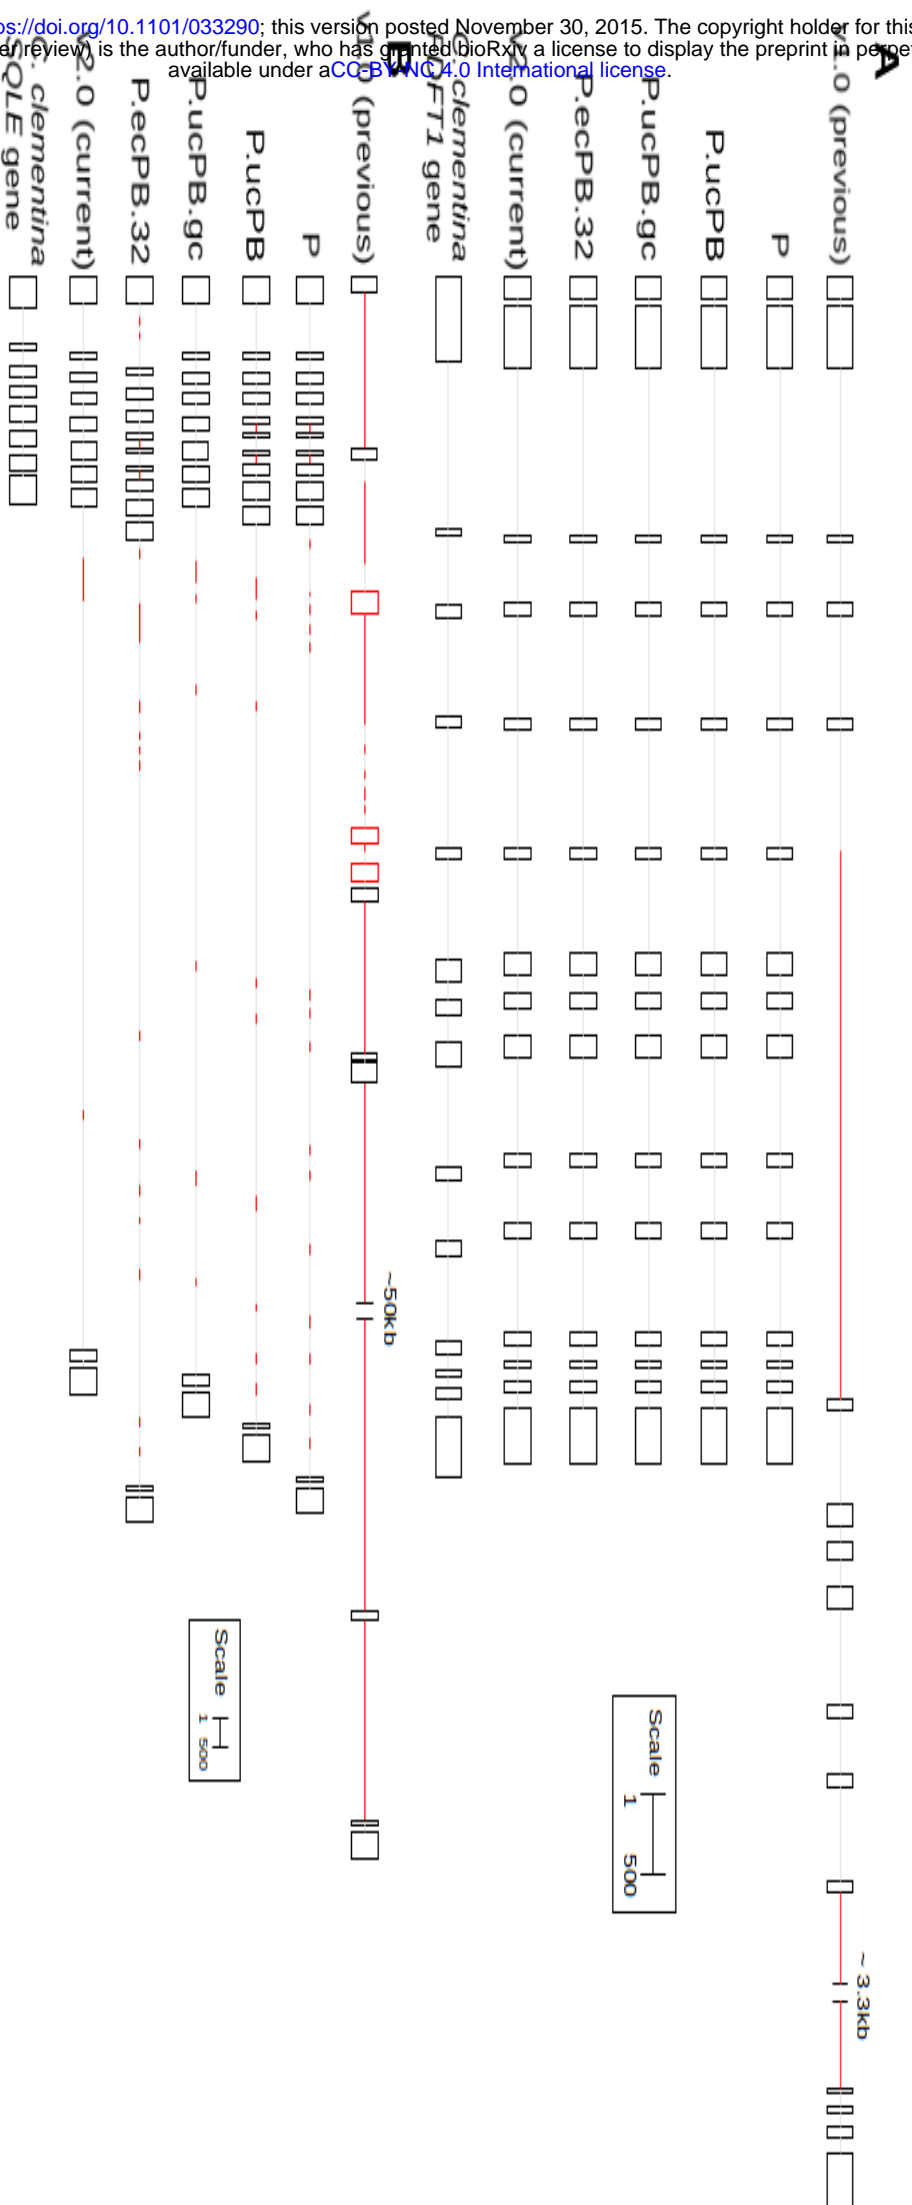 ps://doi.org/10.1101/033290; this version posted November 30, 2015. The copyright holder for this
er review) is the author/funder, who has granted bioRxiv a license to display the preprint in perpe
available under aCC-BY-NC 4.0 International license.
A
v1.0 (previous)
~ 3.3kb
P
P.ucPB
P.ucPB.gc
P.ecPB.32
v2.0 (current)
C. clementina
gene
Scale
1 500
B
v1.0 (previous)
~50kb
P
P.ucPB
P.ucPB.gc
P.ecPB.32
v2.0 (current)
C. clementina
SQLE gene
Scale
1 500